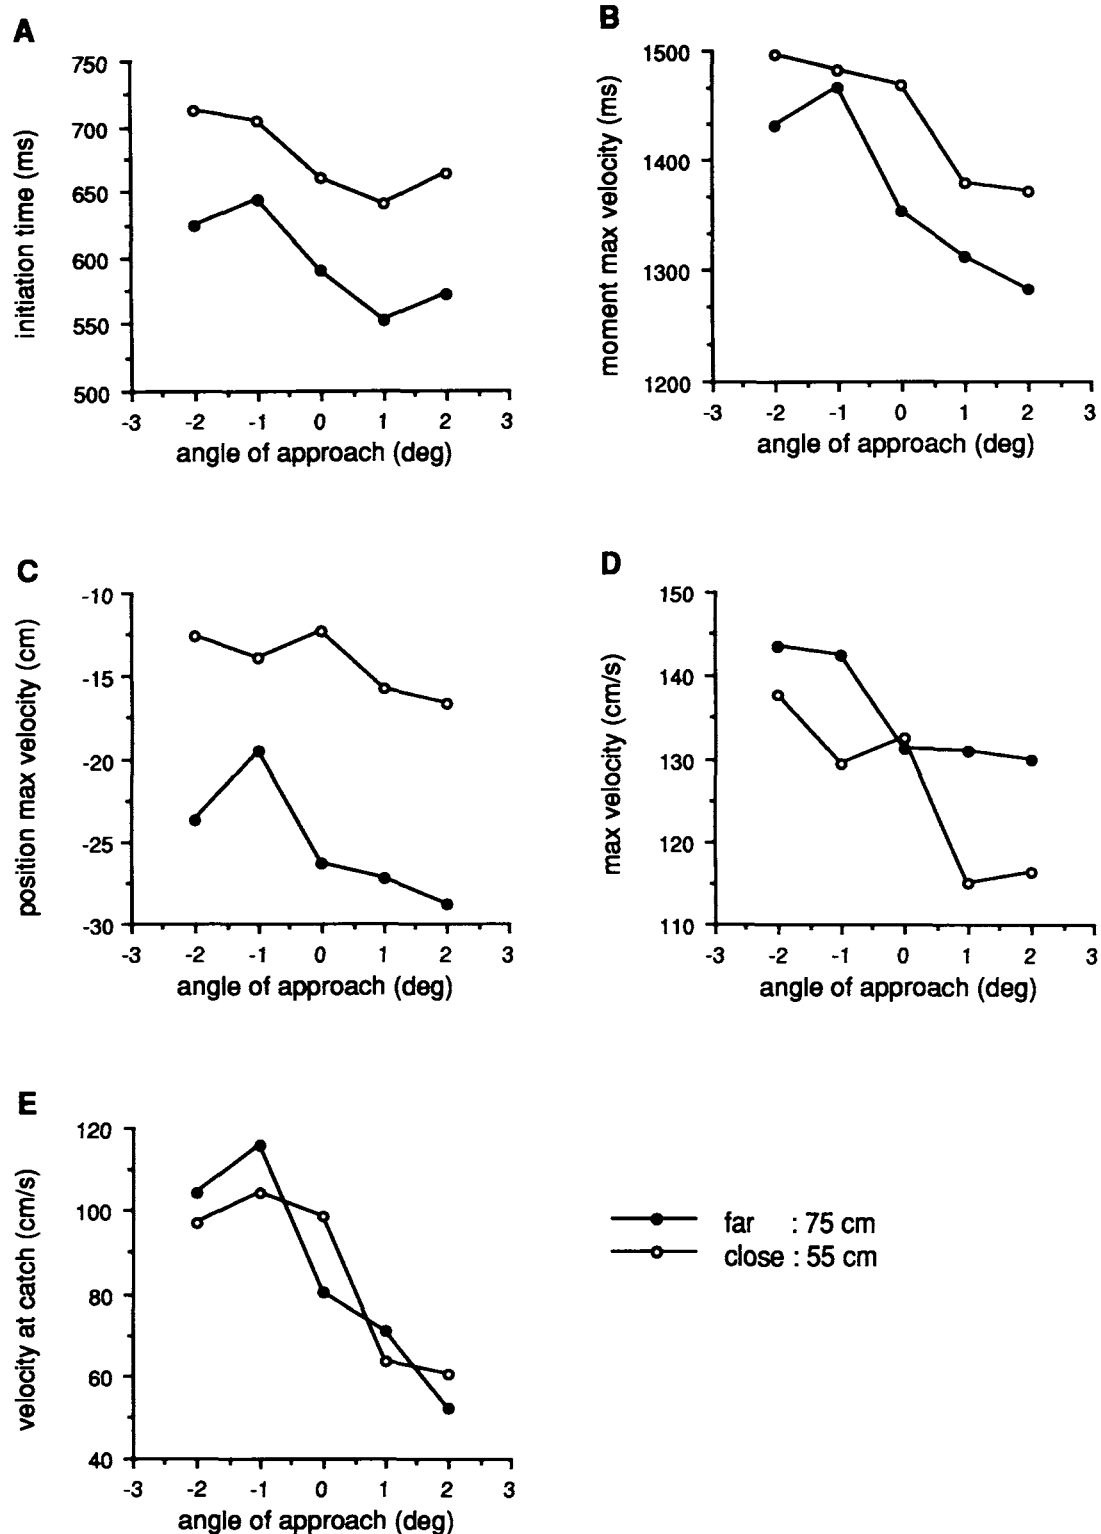 A
750
700
650
600
550
500
-3 -2 -1 0 1 2 3
initiation time (ms)
angle of approach (deg)
B
1500
1400
1300
1200
-3 -2 -1 0 1 2 3
moment max velocity (ms)
angle of approach (deg)
C
-10
-15
-20
-25
-30
-3 -2 -1 0 1 2 3
position max velocity (cm)
angle of approach (deg)
D
150
140
130
120
110
-3 -2 -1 0 1 2 3
max velocity (cm/s)
angle of approach (deg)
E
120
100
80
60
40
-3 -2 -1 0 1 2 3
velocity at catch (cm/s)
angle of approach (deg)
far : 75 cm
close : 55 cm